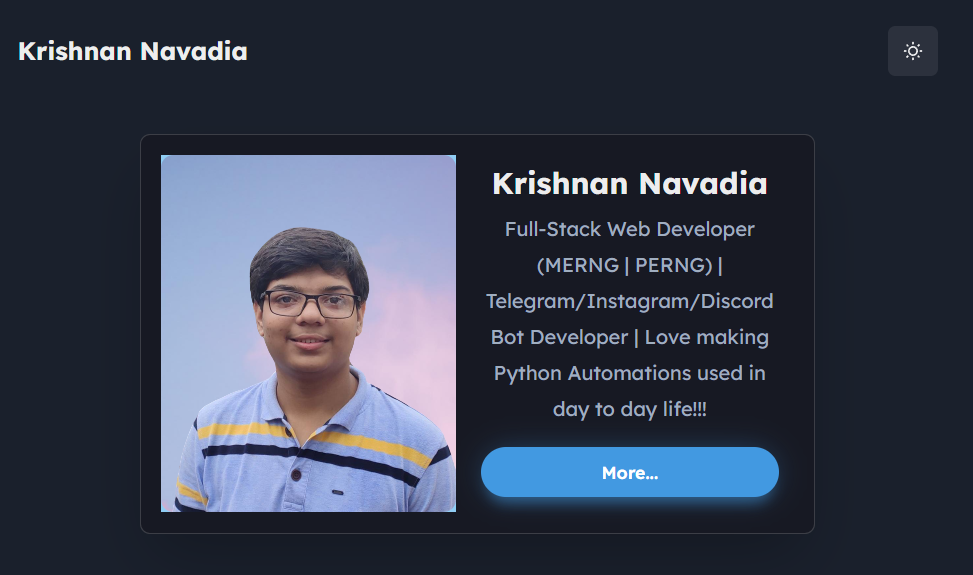 Krishnan Navadia
Krishnan Navadia
Full-Stack Web Developer
(MERNG | PERNG) |
Telegram/Instagram/Discord
Bot Developer | Love making
Python Automations used in
day to day life!!!
More...